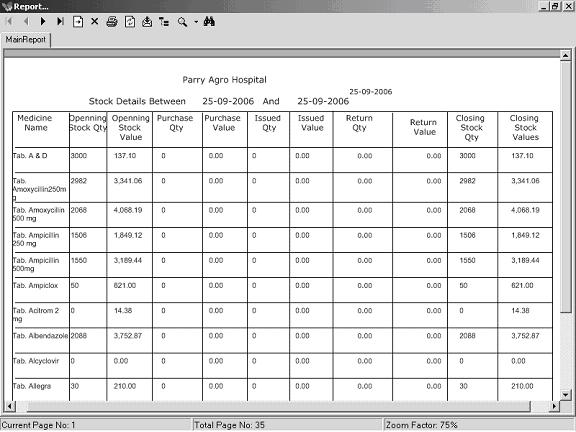 Report...
MainReport
Parry Agro Hospital
25-09-2006
Stock Details Between 25-09-2006 And 25-09-2006
Medicine Name Openning Stock Qty Openning Stock Value Purchase Qty Purchase Value Issued Qty Issued Value Return Qty Return Value Closing Stock Qty Closing Stock Values
Tab. A & D 3000 137.10 0 0.00 0 0.00 0.00 0.00 3000 137.10
Tab. Amoxycillin250mg 2982 3,341.06 0 0.00 0 0.00 0.00 0.00 2982 3,341.06
Tab. Amoxycillin 500 mg 2068 4,068.19 0 0.00 0 0.00 0.00 0.00 2068 4,068.19
Tab. Ampicillin 250 mg 1506 1,849.12 0 0.00 0 0.00 0.00 0.00 1506 1,849.12
Tab. Ampicillin 500mg 1550 3,189.44 0 0.00 0 0.00 0.00 0.00 1550 3,189.44
Tab. Ampiclox 50 621.00 0 0.00 0 0.00 0.00 0.00 50 621.00
Tab. Acitrom 2 mg 0 14.38 0 0.00 0 0.00 0.00 0.00 0 14.38
Tab. Albendazole 2088 3,752.87 0 0.00 0 0.00 0.00 0.00 2088 3,752.87
Tab. Alcyclovir 0 0.00 0 0.00 0 0.00 0.00 0.00 0 0.00
Tab. Allegra 30 210.00 0 0.00 0 0.00 0.00 0.00 30 210.00
Current Page No: 1 Total Page No: 35 Zoom Factor: 75%